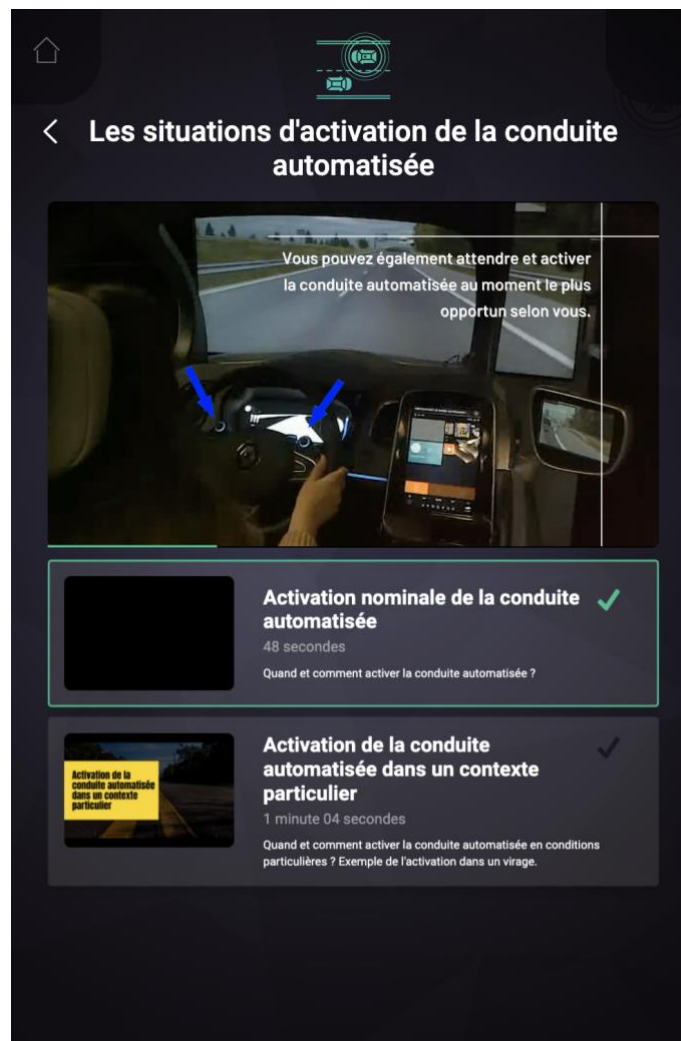 Les situations d'activation de la conduite
automatisée
Vous pouvez également attendre et activer
la conduite automatisée au moment le plus
opportun selon vous.
Activation nominale de la conduite
automatisée
48 secondes
Quand et comment activer la conduite automatisée ?
Activation de la
conduite automatisée
dans un contexte
particulier
Activation de la conduite
automatisée dans un contexte
particulier
1 minute 04 secondes
Quand et comment activer la conduite automatisée en conditions
particulières ? Exemple de l'activation dans un virage.